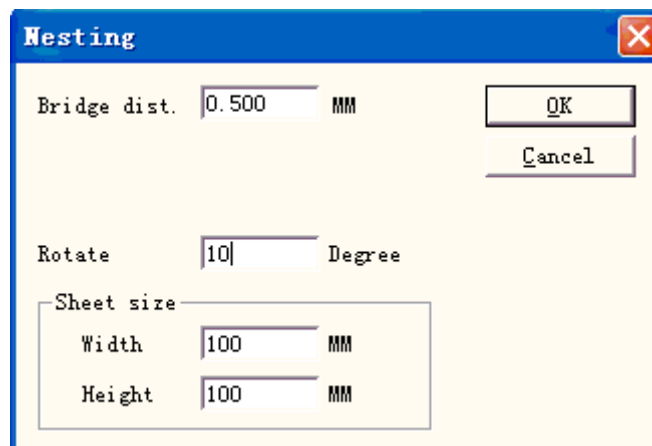 Nesting
Bridge dist. 0.500 MM
OK
Cancel
Rotate 10 Degree
Sheet size
Width 100 MM
Height 100 MM